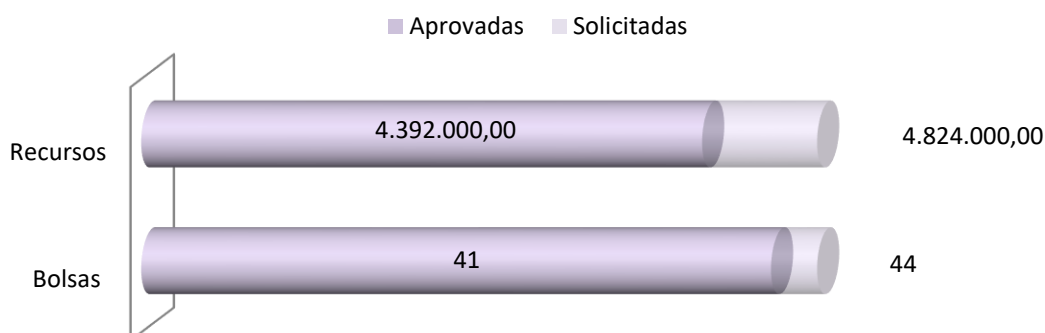 Aprovadas Solicitadas
Recursos 4.392.000,00 4.824.000,00
Bolsas 41 44